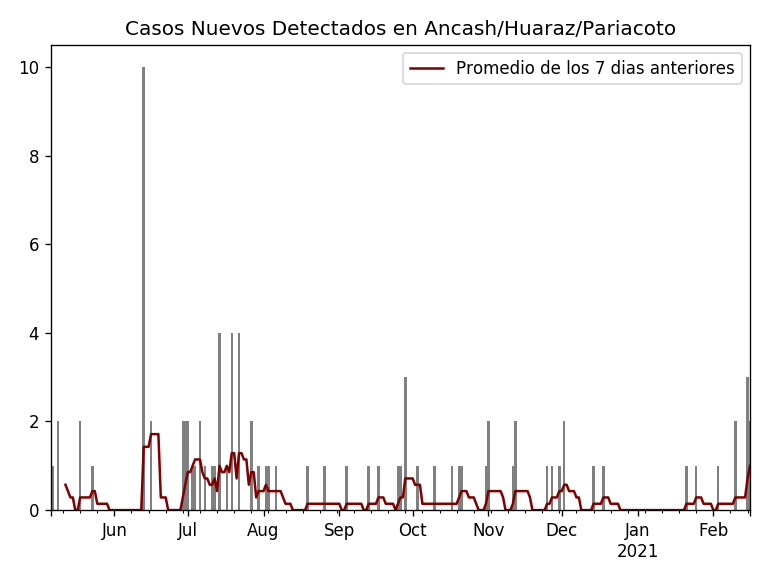 Casos Nuevos Detectados en Ancash/Huaraz/Pariacoto
Promedio de los 7 dias anteriores
10
8
6
4
2
0
Jun Jul Aug Sep Oct Nov Dec Jan Feb
2021